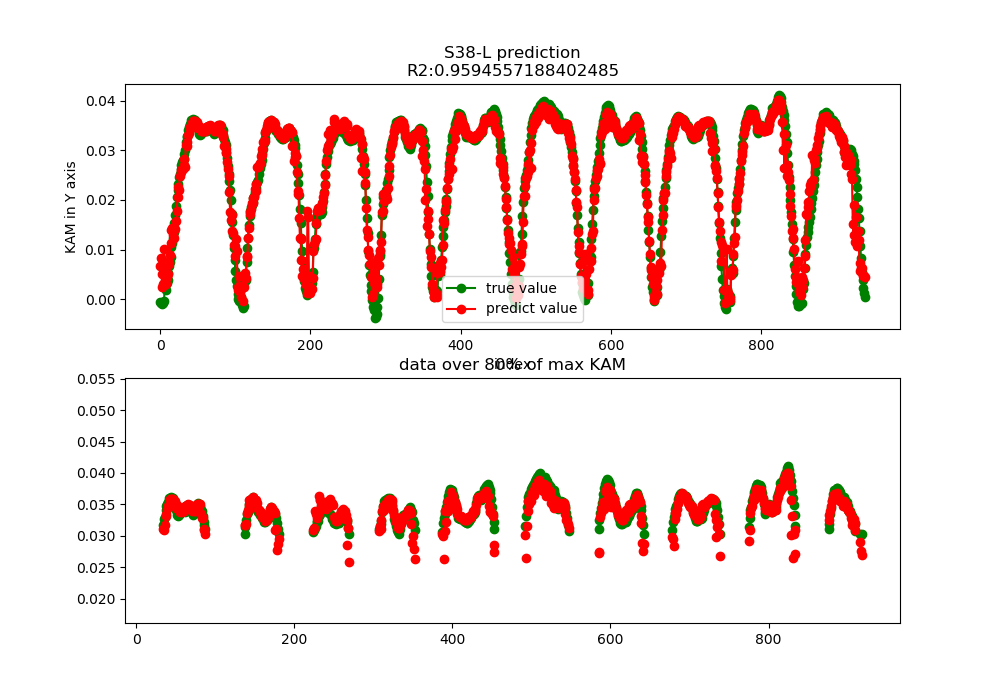 S38-L prediction
R2:0.9594557188402485
KAM in Y axis
0.04
0.03
0.02
0.01
0.00
true value
predict value
0 200 400 600 800
index
data over 80% of max KAM
0.055
0.050
0.045
0.040
0.035
0.030
0.025
0.020
0 200 400 600 800